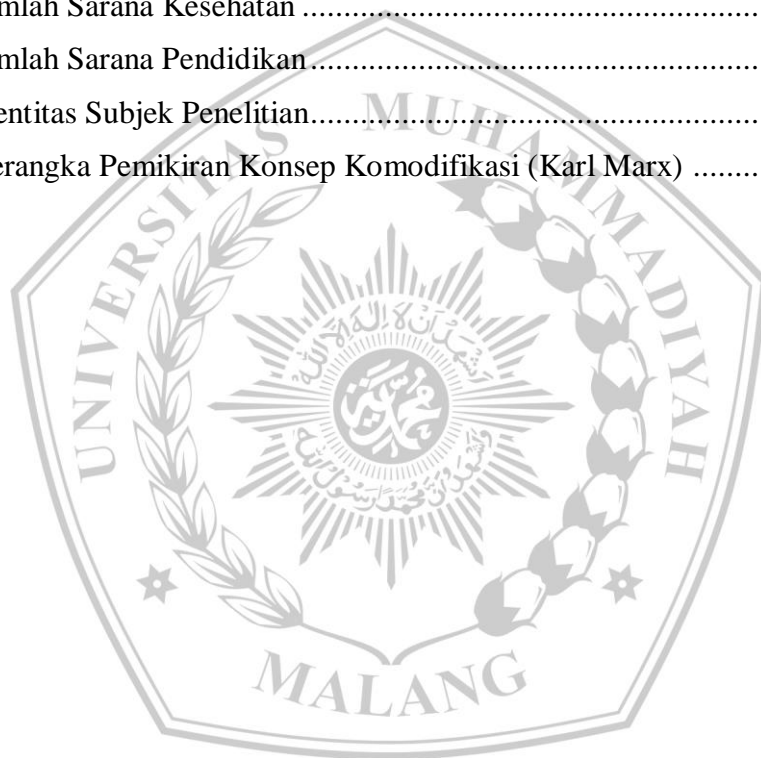 mlah Sarana Kesehatan ........................................................
mlah Sarana Pendidikan .......................................................
entitas Subjek Penelitian.......................................................
erangka Pemikiran Konsep Komodifikasi (Karl Marx) ........
UNIVERSITAS MUHAMMADIYAH
MALANG